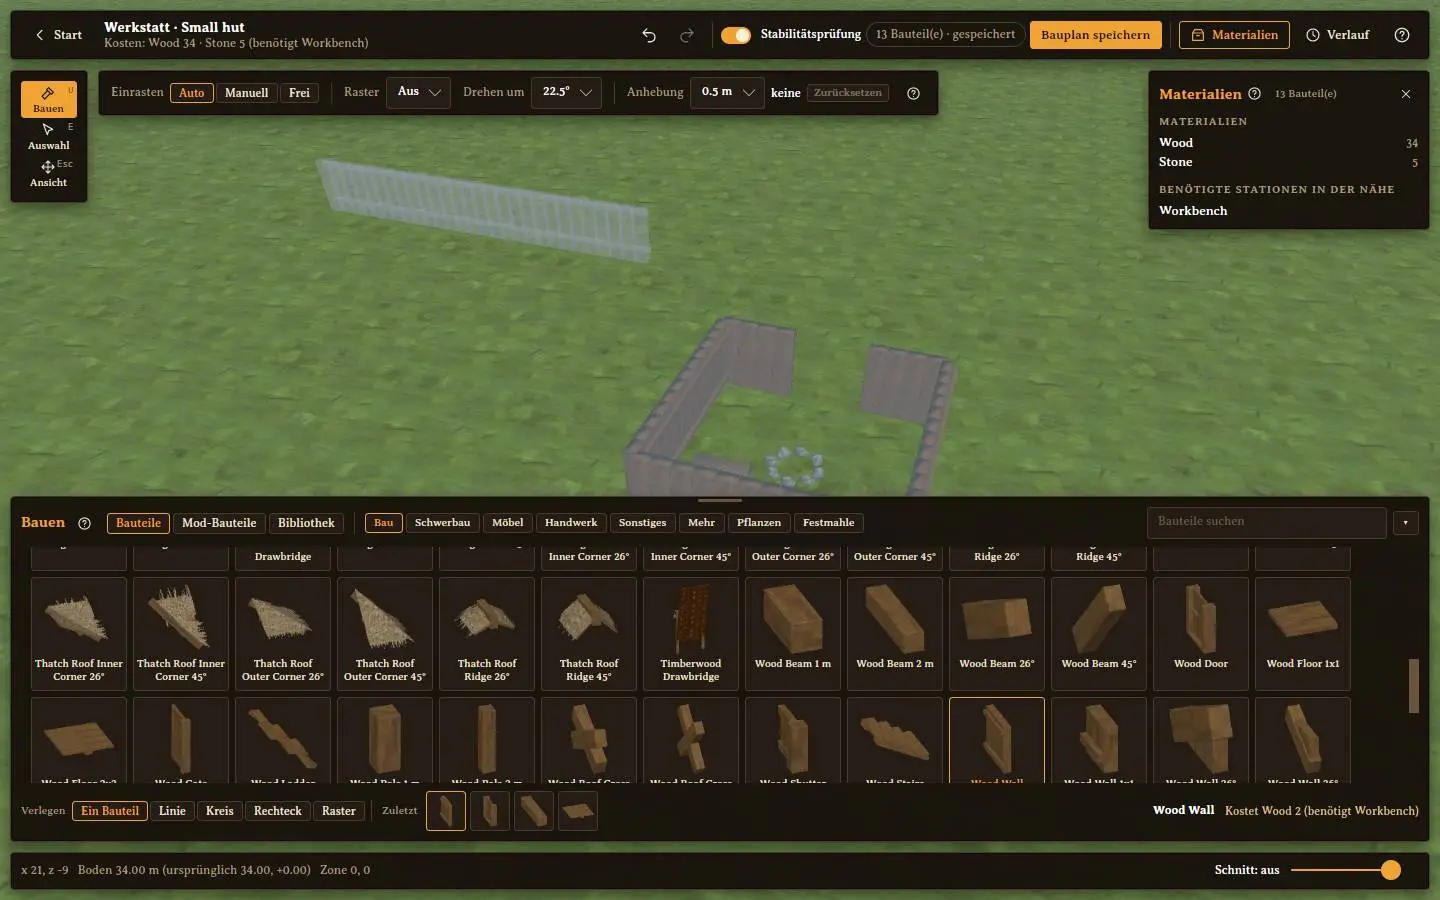 Start
Werkstatt · Small hut
Kosten: Wood 34 · Stone 5 (benötigt Workbench)
Stabilitätsprüfung
13 Bauteil(e) · gespeichert
Bauplan speichern
Materialien
Verlauf
U
Bauen
E
Auswahl
Esc
Ansicht
Einrasten
Auto
Manuell
Frei
Raster
Aus
Drehen um
22.5°
Anhebung
0.5 m
keine
Zurücksetzen
Materialien
13 Bauteil(e)
MATERIALIEN
Wood 34
Stone 5
BENÖTIGTE STATIONEN IN DER NÄHE
Workbench
Bauen
Bauteile
Mod-Bauteile
Bibliothek
Bau
Schwerbau
Möbel
Handwerk
Sonstiges
Mehr
Pflanzen
Festmahle
Bauteile suchen
Drawbridge
Inner Corner 26°
Inner Corner 45°
Outer Corner 26°
Outer Corner 45°
Ridge 26°
Ridge 45°
Thatch Roof Inner
Corner 26°
Thatch Roof Inner
Corner 45°
Thatch Roof
Outer Corner 26°
Thatch Roof
Outer Corner 45°
Thatch Roof
Ridge 26°
Thatch Roof
Ridge 45°
Timberwood
Drawbridge
Wood Beam 1 m
Wood Beam 2 m
Wood Beam 26°
Wood Beam 45°
Wood Door
Wood Floor 1x1
Verlegen
Ein Bauteil
Linie
Kreis
Rechteck
Raster
Zuletzt
Wood Wall
Kostet Wood 2 (benötigt Workbench)
x 21, z -9 Boden 34.00 m (ursprünglich 34.00, +0.00) Zone 0, 0
Schnitt: aus